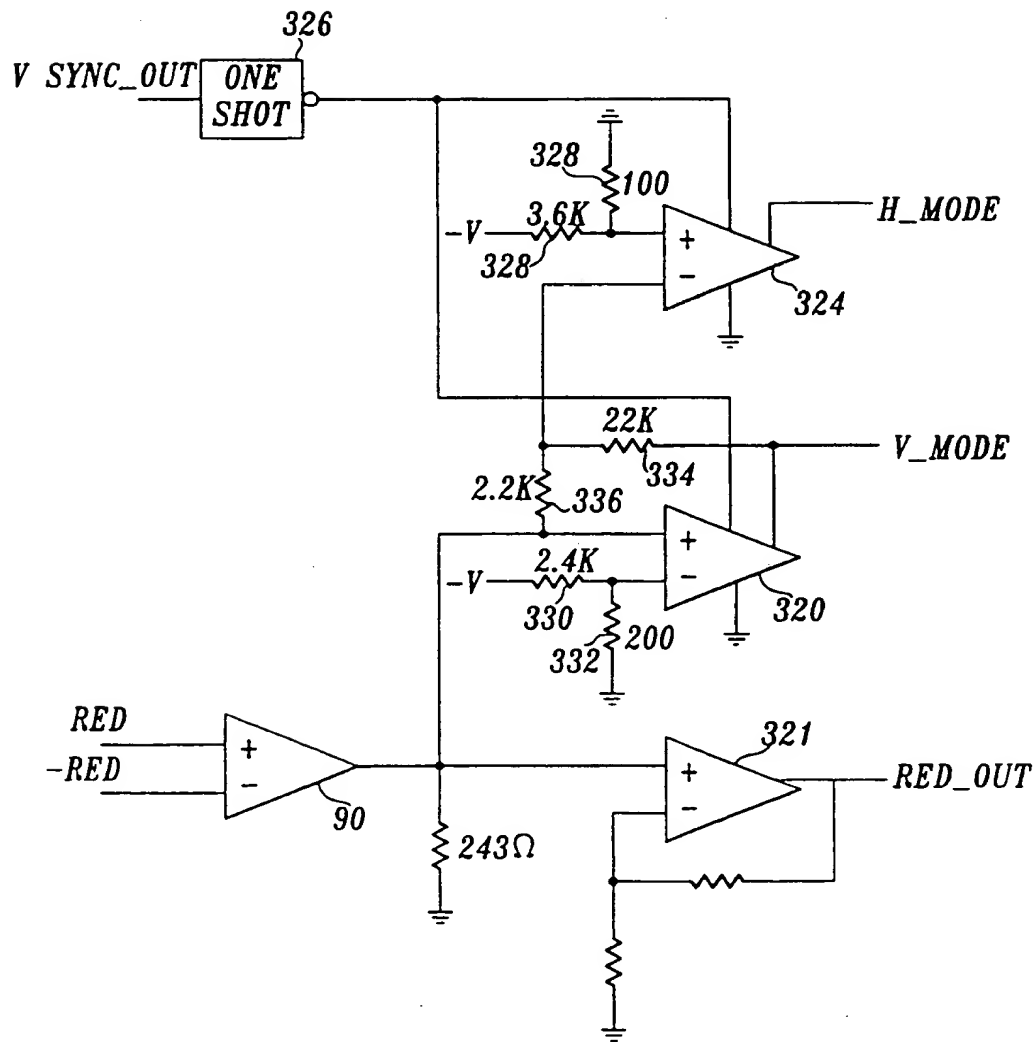 326
V SYNC_OUT
ONE
SHOT
328
100
3.6K
-V
328
+
-
H_MODE
324
22K
334
V_MODE
2.2K
336
+
-
2.4K
-V
330
320
332
200
RED
-RED
+
-
90
243Ω
321
+
-
RED_OUT